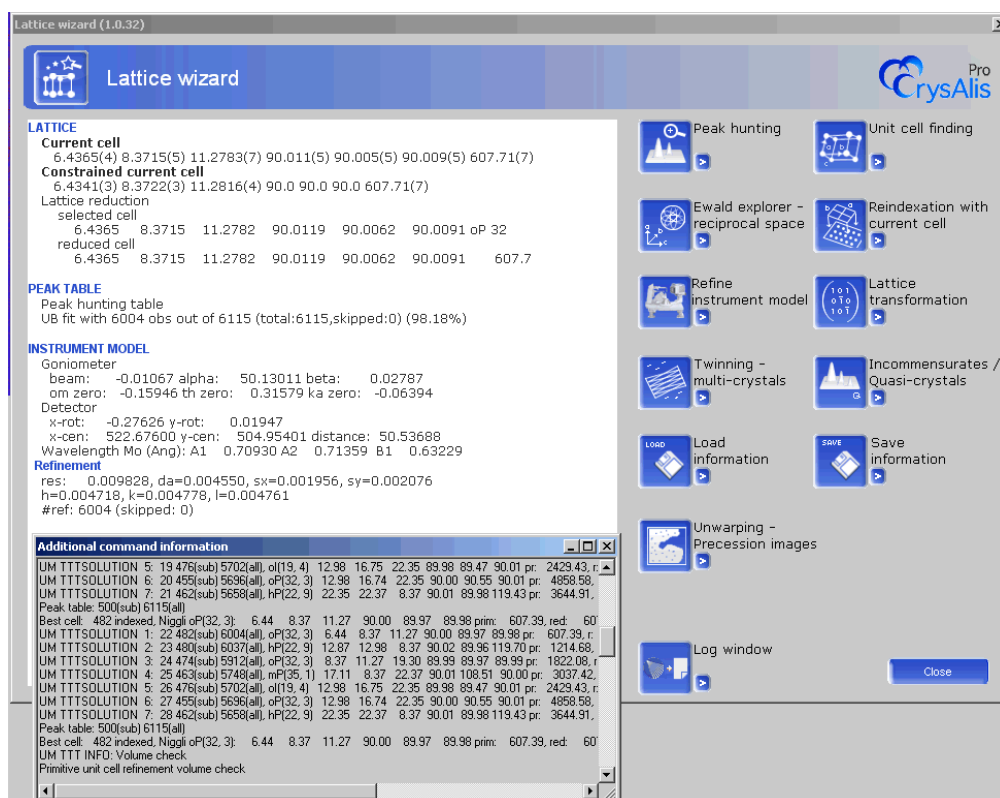 Lattice wizard (1.0.32)
Lattice wizard
CrysAlis Pro
LATTICE
Current cell
6.4365(4) 8.3715(5) 11.2783(7) 90.011(5) 90.005(5) 90.009(5) 607.71(7)
Constrained current cell
6.4341(3) 8.3722(3) 11.2816(4) 90.0 90.0 90.0 607.71(7)
Lattice reduction
selected cell
6.4365 8.3715 11.2782 90.0119 90.0062 90.0091 oP 32
reduced cell
6.4365 8.3715 11.2782 90.0119 90.0062 90.0091 607.7
PEAK TABLE
Peak hunting table
UB fit with 6004 obs out of 6115 (total:6115,skipped:0) (98.18%)
INSTRUMENT MODEL
Goniometer
beam: -0.01067 alpha: 50.13011 beta: 0.02787
om zero: -0.15946 th zero: 0.31579 ka zero: -0.06394
Detector
x-rot: -0.27626 y-rot: 0.01947
x-cen: 522.67600 y-cen: 504.95401 distance: 50.53688
Wavelength Mo (Ang): A1 0.70930 A2 0.71359 B1 0.63229
Refinement
res: 0.009828, da=0.004550, sx=0.001956, sy=0.002076
h=0.004718, k=0.004778, l=0.004761
#ref: 6004 (skipped: 0)
Additional command information
UM TTTSOLUTION 5: 19 476(sub) 5702(all), oI(19, 4) 12.98 16.75 22.35 89.98 89.47 90.01 pr: 2429.43, r:
UM TTTSOLUTION 6: 20 455(sub) 5696(all), oP(32, 3) 12.98 16.74 22.35 90.00 90.55 90.01 pr: 4858.58,
UM TTTSOLUTION 7: 21 462(sub) 5658(all), hP(22, 9) 22.35 22.37 8.37 90.01 89.98 119.43 pr: 3644.91,
Peak table: 500(sub) 6115(all)
Best cell: 482 indexed, Niggli oP(32, 3): 6.44 8.37 11.27 90.00 89.97 89.98 prim: 607.39, red: 60
UM TTTSOLUTION 1: 22 482(sub) 6004(all), oP(32, 3) 6.44 8.37 11.27 90.00 89.97 89.98 pr: 607.39, r:
UM TTTSOLUTION 2: 23 480(sub) 6037(all), hP(22, 9) 12.87 12.98 8.37 90.02 89.96 119.70 pr: 1214.68,
UM TTTSOLUTION 3: 24 474(sub) 5912(all), oP(32, 3) 8.37 11.27 19.30 89.99 89.97 89.99 pr: 1822.08, r
UM TTTSOLUTION 4: 25 463(sub) 5748(all), mP(35, 1) 17.11 8.37 22.37 90.01 108.51 90.00 pr: 3037.42,
UM TTTSOLUTION 5: 26 476(sub) 5702(all), oI(19, 4) 12.98 16.75 22.35 89.98 89.47 90.01 pr: 2429.43, r:
UM TTTSOLUTION 6: 27 455(sub) 5696(all), oP(32, 3) 12.98 16.74 22.35 90.00 90.55 90.01 pr: 4858.58,
UM TTTSOLUTION 7: 28 462(sub) 5658(all), hP(22, 9) 22.35 22.37 8.37 90.01 89.98 119.43 pr: 3644.91,
Peak table: 500(sub) 6115(all)
Best cell: 482 indexed, Niggli oP(32, 3): 6.44 8.37 11.27 90.00 89.97 89.98 prim: 607.39, red: 60
UM TTT INFO: Volume check
Primitive unit cell refinement volume check
Peak hunting
Unit cell finding
Ewald explorer -
reciprocal space
Reindexation with
current cell
Refine
instrument model
Lattice
transformation
Twinning -
multi-crystals
Incommensurates /
Quasi-crystals
LOAD
Load
information
SAVE
Save
information
Unwarping -
Precession images
Log window
Close